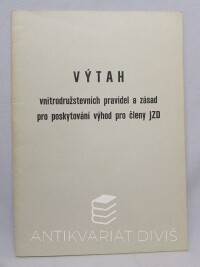 VÝTAH
vnitrodružstevních pravidel a zásad
pro poskytování výhod pro členy JZD
ANTIKVARIÁT DIVIŠ